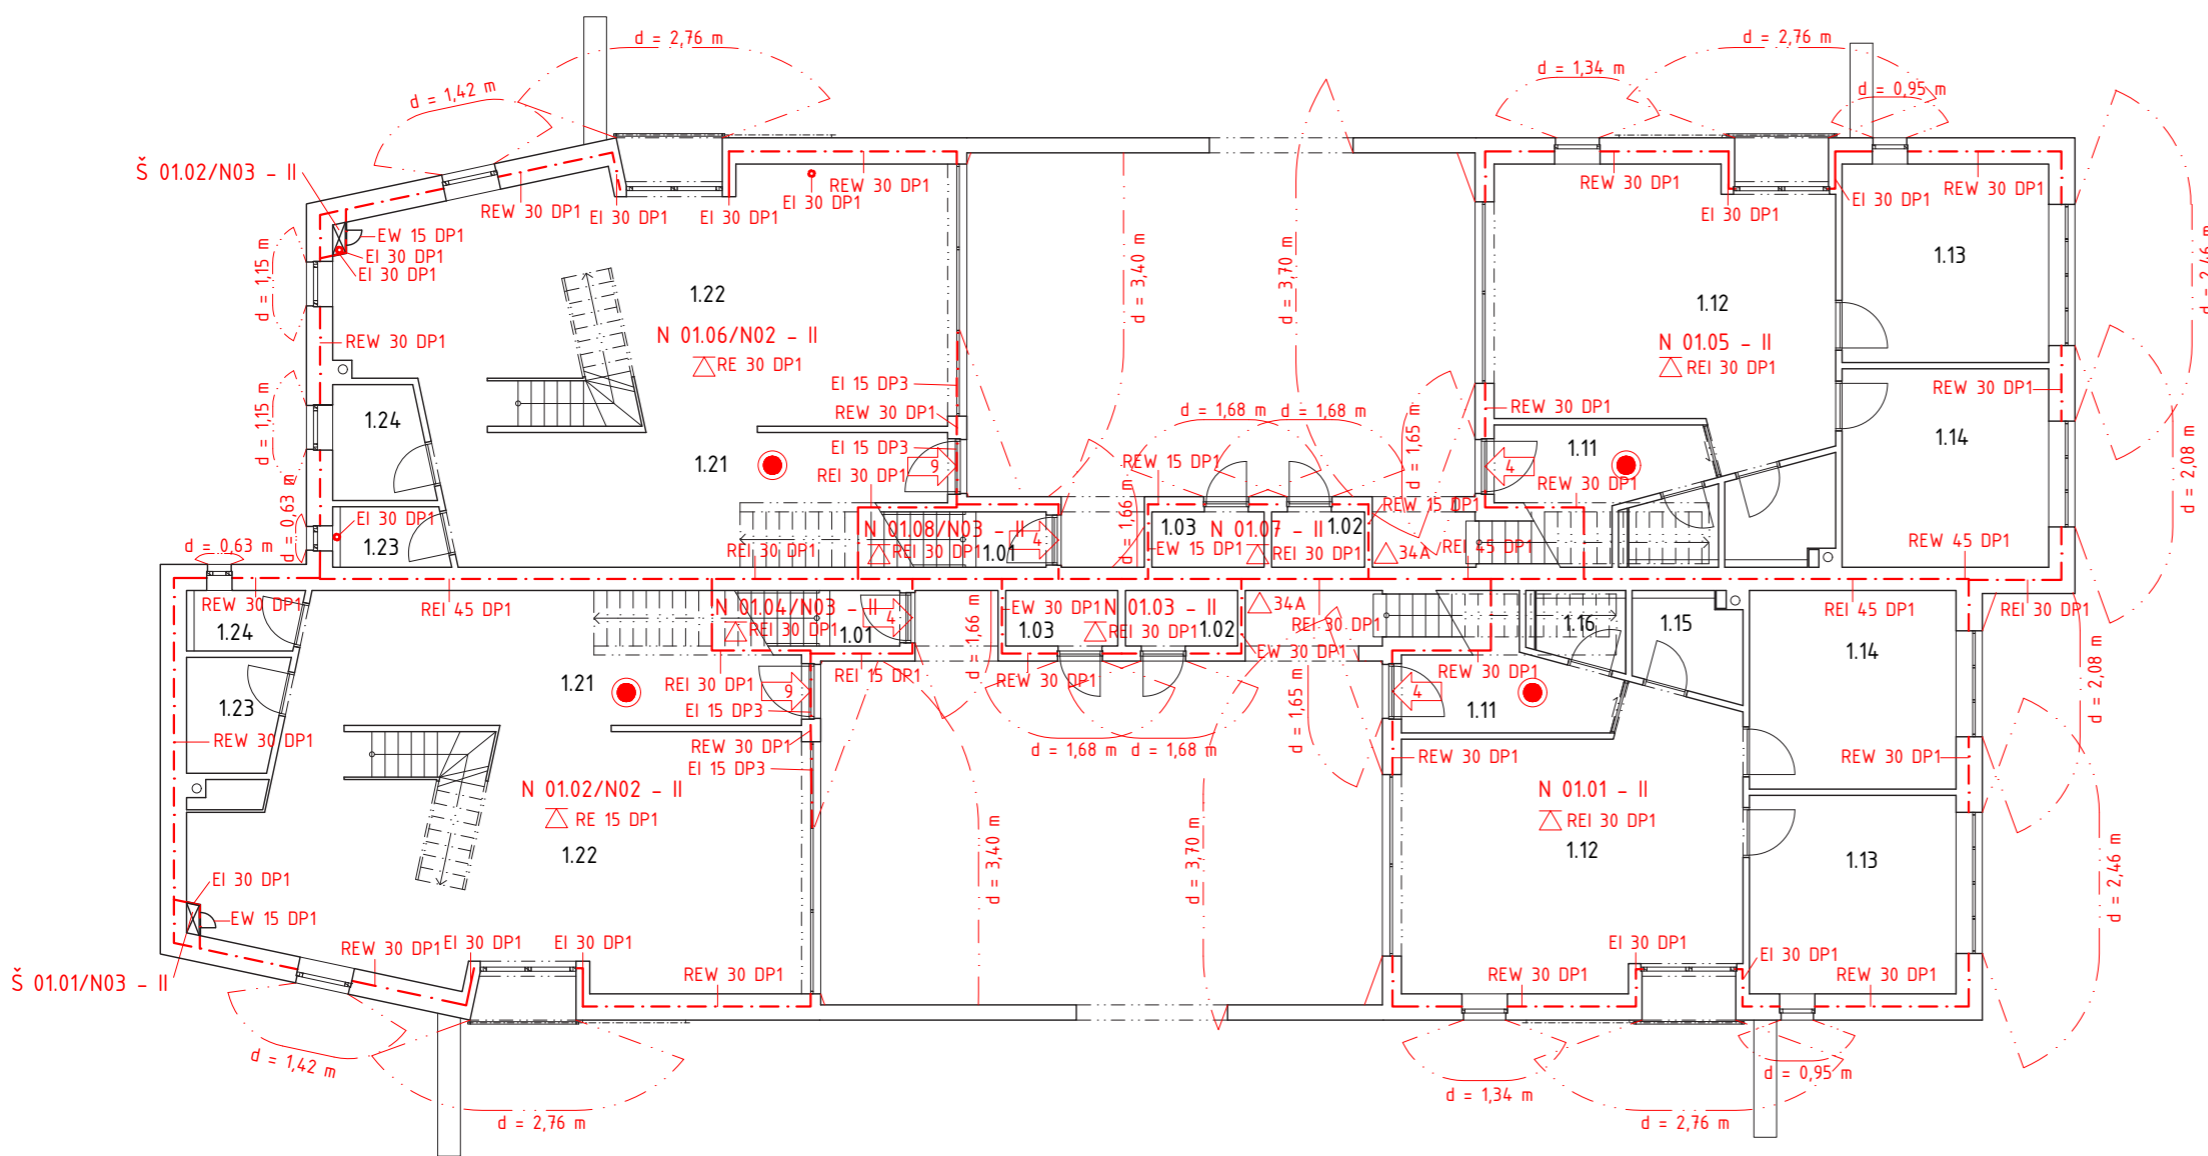 d = 2,76 m
d = 2,76 m
d = 1,34 m
d = 1,42 m
d = 0,95 m
Š 01.02/N03 - II
REW 30 DP1
EI 30 DP1
EI 30 DP1
REW 30 DP1
EI 30 DP1
REW 30 DP1
EI 30 DP1
EI 30 DP1
REW 30 DP1
EW 15 DP1
EI 30 DP1
EI 30 DP1
d = 1,15 m
d = 3,40 m
d = 3,70 m
d = 2,46 m
1.22
1.12
1.13
N 01.06/N02 - II
RE 30 DP1
N 01.05 - II
REI 30 DP1
REW 30 DP1
EI 15 DP3
REW 30 DP1
REW 30 DP1
REW 30 DP1
d = 1,15 m
d = 1,68 m
d = 1,68 m
d = 1,65 m
1.24
1.21
EI 15 DP3
REI 30 DP1
9
REW 15 DP1
4
1.11
REW 30 DP1
1.14
d = 2,08 m
d = 0,63 m
EI 30 DP1
1.23
N 01.08/N03 - II
REI 30 DP1
1.01
4
d = 1,66 m
1.03
N 01.07 - II
1.02
REW 15 DP1
EW 15 DP1
REI 30 DP1
34A
REI 45 DP1
REW 45 DP1
d = 0,63 m
REI 30 DP1
REW 30 DP1
REI 45 DP1
REI 45 DP1
REI 30 DP1
1.24
N 01.04/N03 - II
REI 30 DP1
1.01
4
d = 1,66 m
EW 30 DP1
1.03
N 01.03 - II
REI 30 DP1
1.02
34A
REI 30 DP1
EW 30 DP1
1.16
1.15
1.14
d = 2,08 m
1.23
1.21
REI 30 DP1
9
EI 15 DP3
REI 15 DP1
REW 30 DP1
d = 1,65 m
4
REW 30 DP1
1.11
REW 30 DP1
REW 30 DP1
EI 15 DP3
d = 1,68 m
d = 1,68 m
REW 30 DP1
REW 30 DP1
N 01.02/N02 - II
RE 15 DP1
1.22
d = 3,40 m
d = 3,70 m
N 01.01 - II
REI 30 DP1
1.12
1.13
d = 2,46 m
EI 30 DP1
EW 15 DP1
REW 30 DP1
EI 30 DP1
EI 30 DP1
REW 30 DP1
REW 30 DP1
EI 30 DP1
EI 30 DP1
REW 30 DP1
Š 01.01/N03 - II
d = 1,42 m
d = 2,76 m
d = 1,34 m
d = 0,95 m
d = 2,76 m